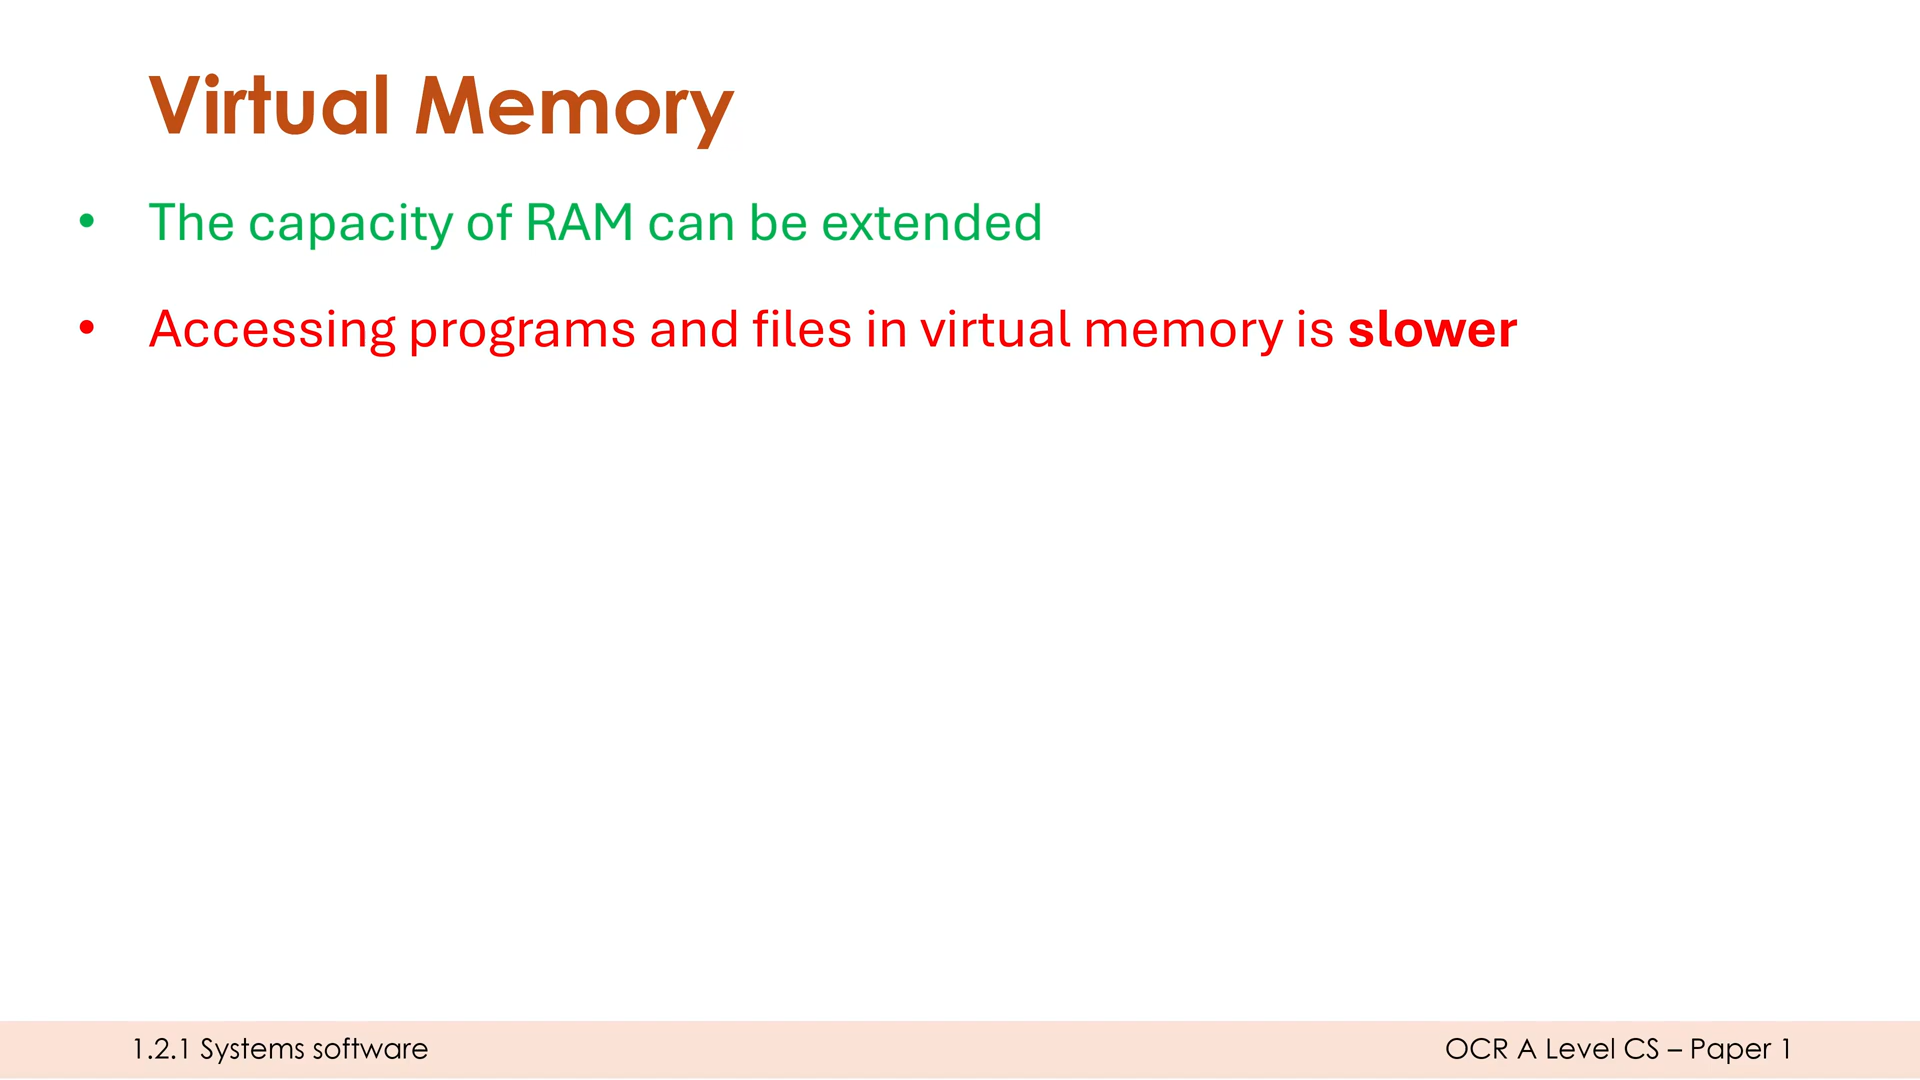 Virtual Memory
• The capacity of RAM can be extended
• Accessing programs and files in virtual memory is slower
1.2.1 Systems software
OCR A Level CS – Paper 1